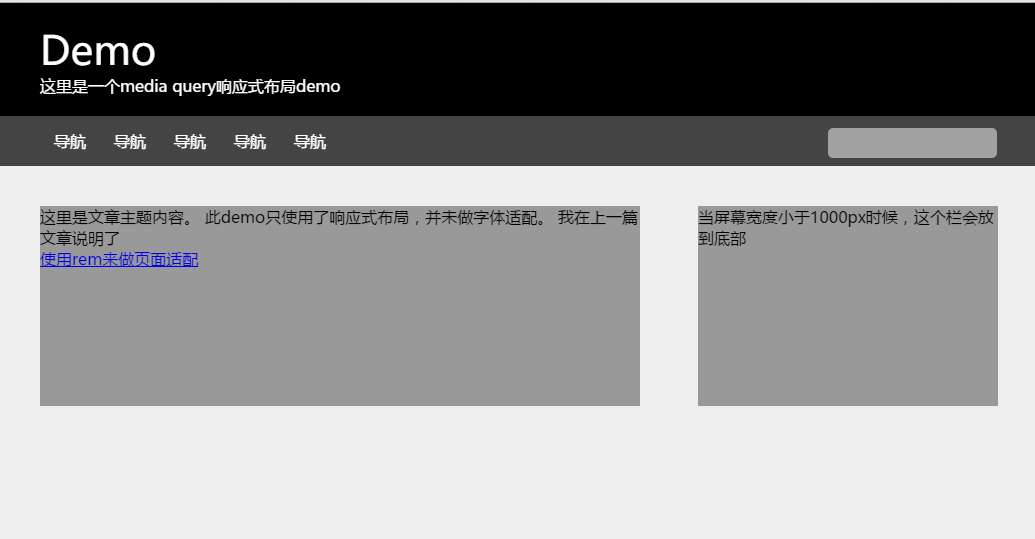 Demo
这里是一个media query响应式布局demo
导航 导航 导航 导航 导航
这里是文章主题内容。 此demo只使用了响应式布局，并未做字体适配。 我在上一篇
文章说明了
使用rem来做页面适配
当屏幕宽度小于1000px时候，这个栏会放
到底部